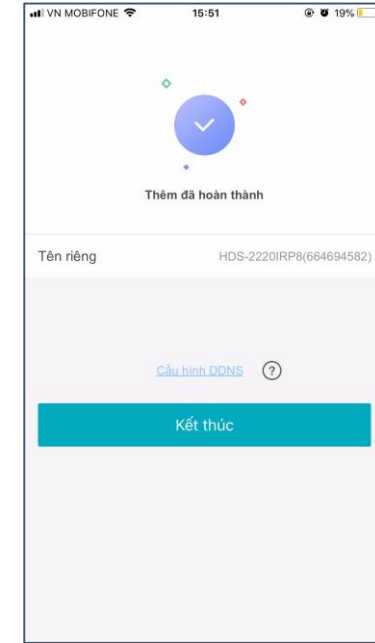 VN MOBIFONE 15:51 19%
Thêm đã hoàn thành
Tên riêng HDS-2220IRP8(664694582)
Cấu hình DDNS ?
Kết thúc